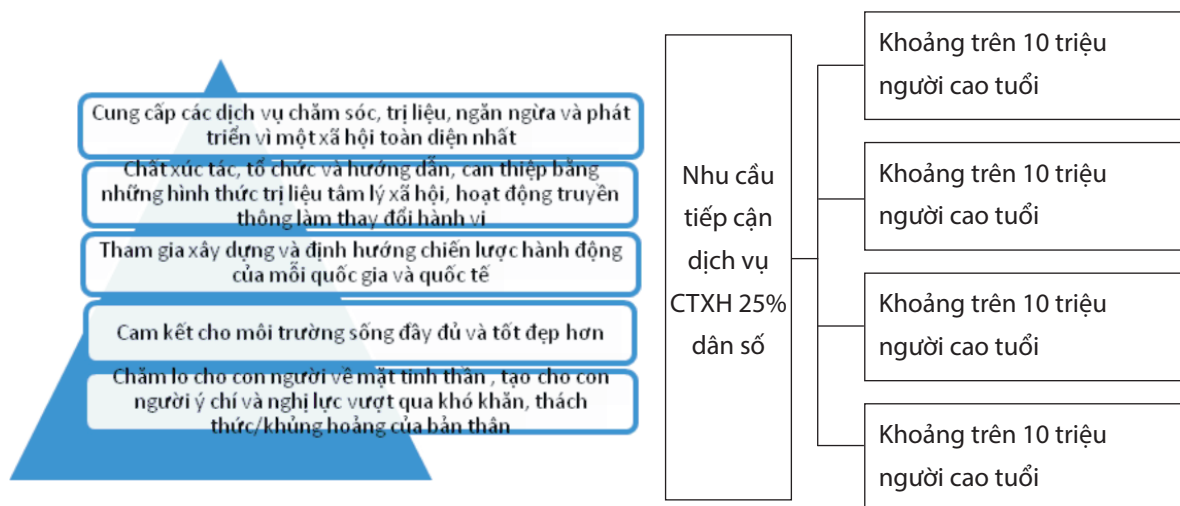 Cung cấp các dịch vụ chăm sóc, trị liệu, ngăn ngừa và phát
triển vì một xã hội toàn diện nhất
Chất xúc tác, tổ chức và hướng dẫn, can thiệp bằng
những hình thức trị liệu tâm lý xã hội, hoạt động truyền
thông làm thay đổi hành vi
Tham gia xây dựng và định hướng chiến lược hành động
của mỗi quốc gia và quốc tế
Cam kết cho môi trường sống đầy đủ và tốt đẹp hơn
Chăm lo cho con người về mặt tinh thần , tạo cho con
người ý chí và nghị lực vượt qua khó khăn, thách
thức/khủng hoảng của bản thân
Nhu cầu
tiếp cận
dịch vụ
CTXH 25%
dân số
Khoảng trên 10 triệu
người cao tuổi
Khoảng trên 10 triệu
người cao tuổi
Khoảng trên 10 triệu
người cao tuổi
Khoảng trên 10 triệu
người cao tuổi